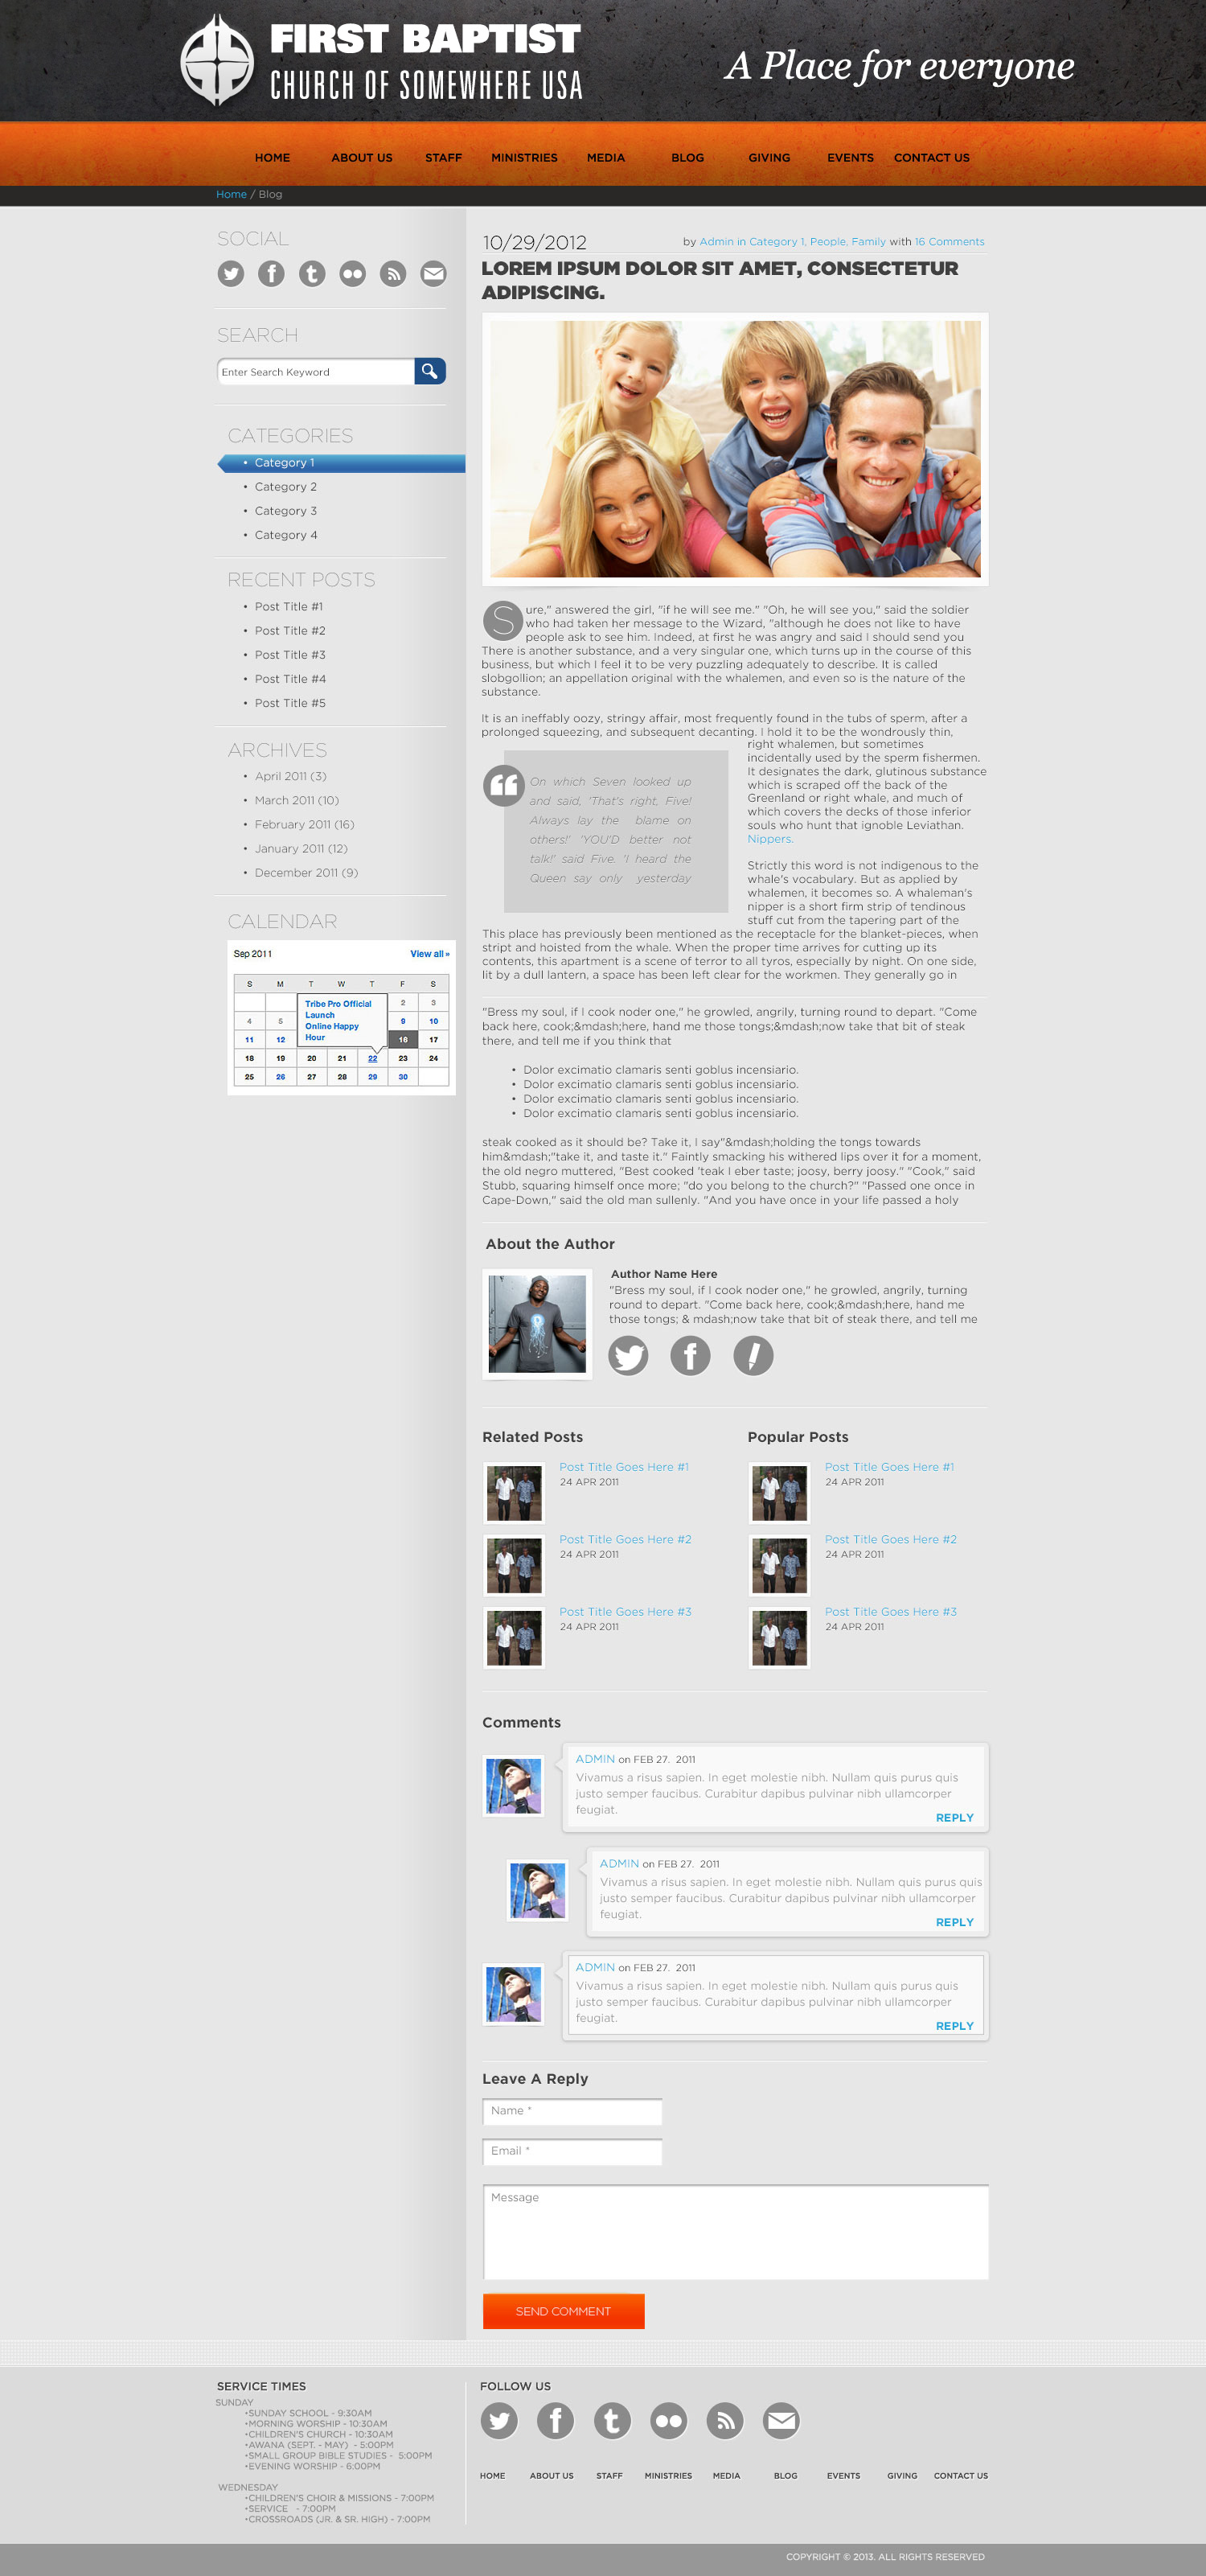 FIRST BAPTIST
CHURCH OF SOMEWHERE USA
A Place for everyone
HOME ABOUT US STAFF MINISTRIES MEDIA BLOG GIVING EVENTS CONTACT US
Home / Blog
SOCIAL
SEARCH
Enter Search Keyword
CATEGORIES
• Category 1
• Category 2
• Category 3
• Category 4
RECENT POSTS
• Post Title #1
• Post Title #2
• Post Title #3
• Post Title #4
• Post Title #5
ARCHIVES
• April 2011 (3)
• March 2011 (10)
• February 2011 (16)
• January 2011 (12)
• December 2011 (9)
CALENDAR
Sep 2011 View all »
S M T W T F S
Tribe Pro Official
Launch
Online Happy
Hour
2 3
4 5 9 10
11 12 16 17
18 19 20 21 22 23 24
25 26 27 28 29 30
10/29/2012
by Admin in Category 1, People, Family with 16 Comments
LOREM IPSUM DOLOR SIT AMET, CONSECTETUR
ADIPISCING.
S ure," answered the girl, "if he will see me." "Oh, he will see you," said the soldier
who had taken her message to the Wizard, "although he does not like to have
people ask to see him. Indeed, at first he was angry and said I should send you
There is another substance, and a very singular one, which turns up in the course of this
business, but which I feel it to be very puzzling adequately to describe. It is called
slobgollion; an appellation original with the whalemen, and even so is the nature of the
substance.
It is an ineffably oozy, stringy affair, most frequently found in the tubs of sperm, after a
prolonged squeezing, and subsequent decanting. I hold it to be the wondrously thin,
right whalemen, but sometimes
incidentally used by the sperm fishermen.
It designates the dark, glutinous substance
which is scraped off the back of the
Greenland or right whale, and much of
which covers the decks of those inferior
souls who hunt that ignoble Leviathan.
Nippers.
On which Seven looked up
and said, 'That's right, Five!
Always lay the blame on
others!' 'YOU'D better not
talk!' said Five. 'I heard the
Queen say only yesterday
Strictly this word is not indigenous to the
whale's vocabulary. But as applied by
whalemen, it becomes so. A whaleman's
nipper is a short firm strip of tendinous
stuff cut from the tapering part of the
This place has previously been mentioned as the receptacle for the blanket-pieces, when
stript and hoisted from the whale. When the proper time arrives for cutting up its
contents, this apartment is a scene of terror to all tyros, especially by night. On one side,
lit by a dull lantern, a space has been left clear for the workmen. They generally go in
"Bress my soul, if I cook noder one," he growled, angrily, turning round to depart. "Come
back here, cook;&mdash;here, hand me those tongs;&mdash;now take that bit of steak
there, and tell me if you think that
• Dolor excimatio clamaris senti goblus incensiario.
• Dolor excimatio clamaris senti goblus incensiario.
• Dolor excimatio clamaris senti goblus incensiario.
• Dolor excimatio clamaris senti goblus incensiario.
steak cooked as it should be? Take it, I say"&mdash;holding the tongs towards
him&mdash;"take it, and taste it." Faintly smacking his withered lips over it for a moment,
the old negro muttered, "Best cooked 'teak I eber taste; joosy, berry joosy." "Cook," said
Stubb, squaring himself once more; "do you belong to the church?" "Passed one once in
Cape-Down," said the old man sullenly. "And you have once in your life passed a holy
About the Author
Author Name Here
"Bress my soul, if I cook noder one," he growled, angrily, turning
round to depart. "Come back here, cook;&mdash;here, hand me
those tongs; & mdash;now take that bit of steak there, and tell me
Related Posts
Post Title Goes Here #1
24 APR 2011
Post Title Goes Here #2
24 APR 2011
Post Title Goes Here #3
24 APR 2011
Popular Posts
Post Title Goes Here #1
24 APR 2011
Post Title Goes Here #2
24 APR 2011
Post Title Goes Here #3
24 APR 2011
Comments
ADMIN on FEB 27. 2011
Vivamus a risus sapien. In eget molestie nibh. Nullam quis purus quis
justo semper faucibus. Curabitur dapibus pulvinar nibh ullamcorper
feugiat.
REPLY
ADMIN on FEB 27. 2011
Vivamus a risus sapien. In eget molestie nibh. Nullam quis purus quis
justo semper faucibus. Curabitur dapibus pulvinar nibh ullamcorper
feugiat.
REPLY
ADMIN on FEB 27. 2011
Vivamus a risus sapien. In eget molestie nibh. Nullam quis purus quis
justo semper faucibus. Curabitur dapibus pulvinar nibh ullamcorper
feugiat.
REPLY
Leave A Reply
Name *
Email *
Message
SEND COMMENT
SERVICE TIMES
SUNDAY
•SUNDAY SCHOOL - 9:30AM
•MORNING WORSHIP - 10:30AM
•CHILDREN'S CHURCH - 10:30AM
•AWANA (SEPT. - MAY) - 5:00PM
•SMALL GROUP BIBLE STUDIES - 5:00PM
•EVENING WORSHIP - 6:00PM
WEDNESDAY
•CHILDREN'S CHOIR & MISSIONS - 7:00PM
•SERVICE - 7:00PM
•CROSSROADS (JR. & SR. HIGH) - 7:00PM
FOLLOW US
HOME ABOUT US STAFF MINISTRIES MEDIA BLOG EVENTS GIVING CONTACT US
COPYRIGHT © 2013. ALL RIGHTS RESERVED